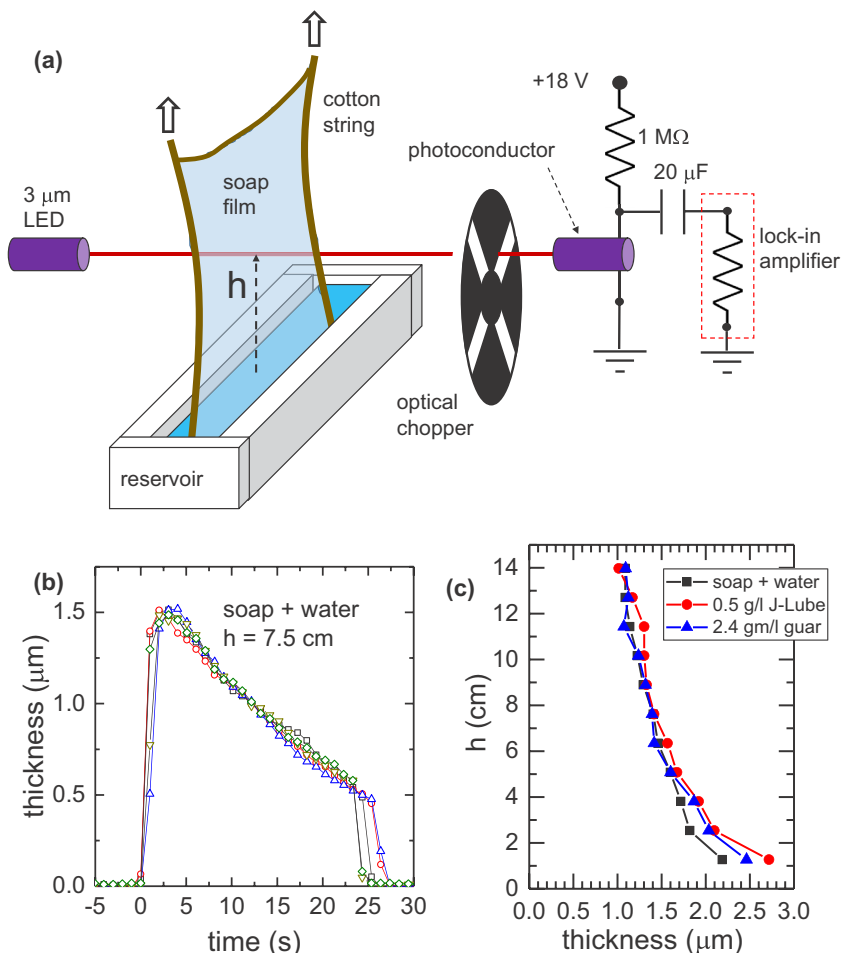 (a)
cotton
string
soap
film
3 μm
LED
h
reservoir
optical
chopper
photoconductor
+18 V
1 MΩ
20 μF
lock-in
amplifier
(b)
soap + water
h = 7.5 cm
thickness (μm)
1.5
1.0
0.5
0.0
-5 0 5 10 15 20 25 30
time (s)
(c)
soap + water
0.5 g/l J-Lube
2.4 gm/l guar
h (cm)
14
12
10
8
6
4
2
0
0.0 0.5 1.0 1.5 2.0 2.5 3.0
thickness (μm)